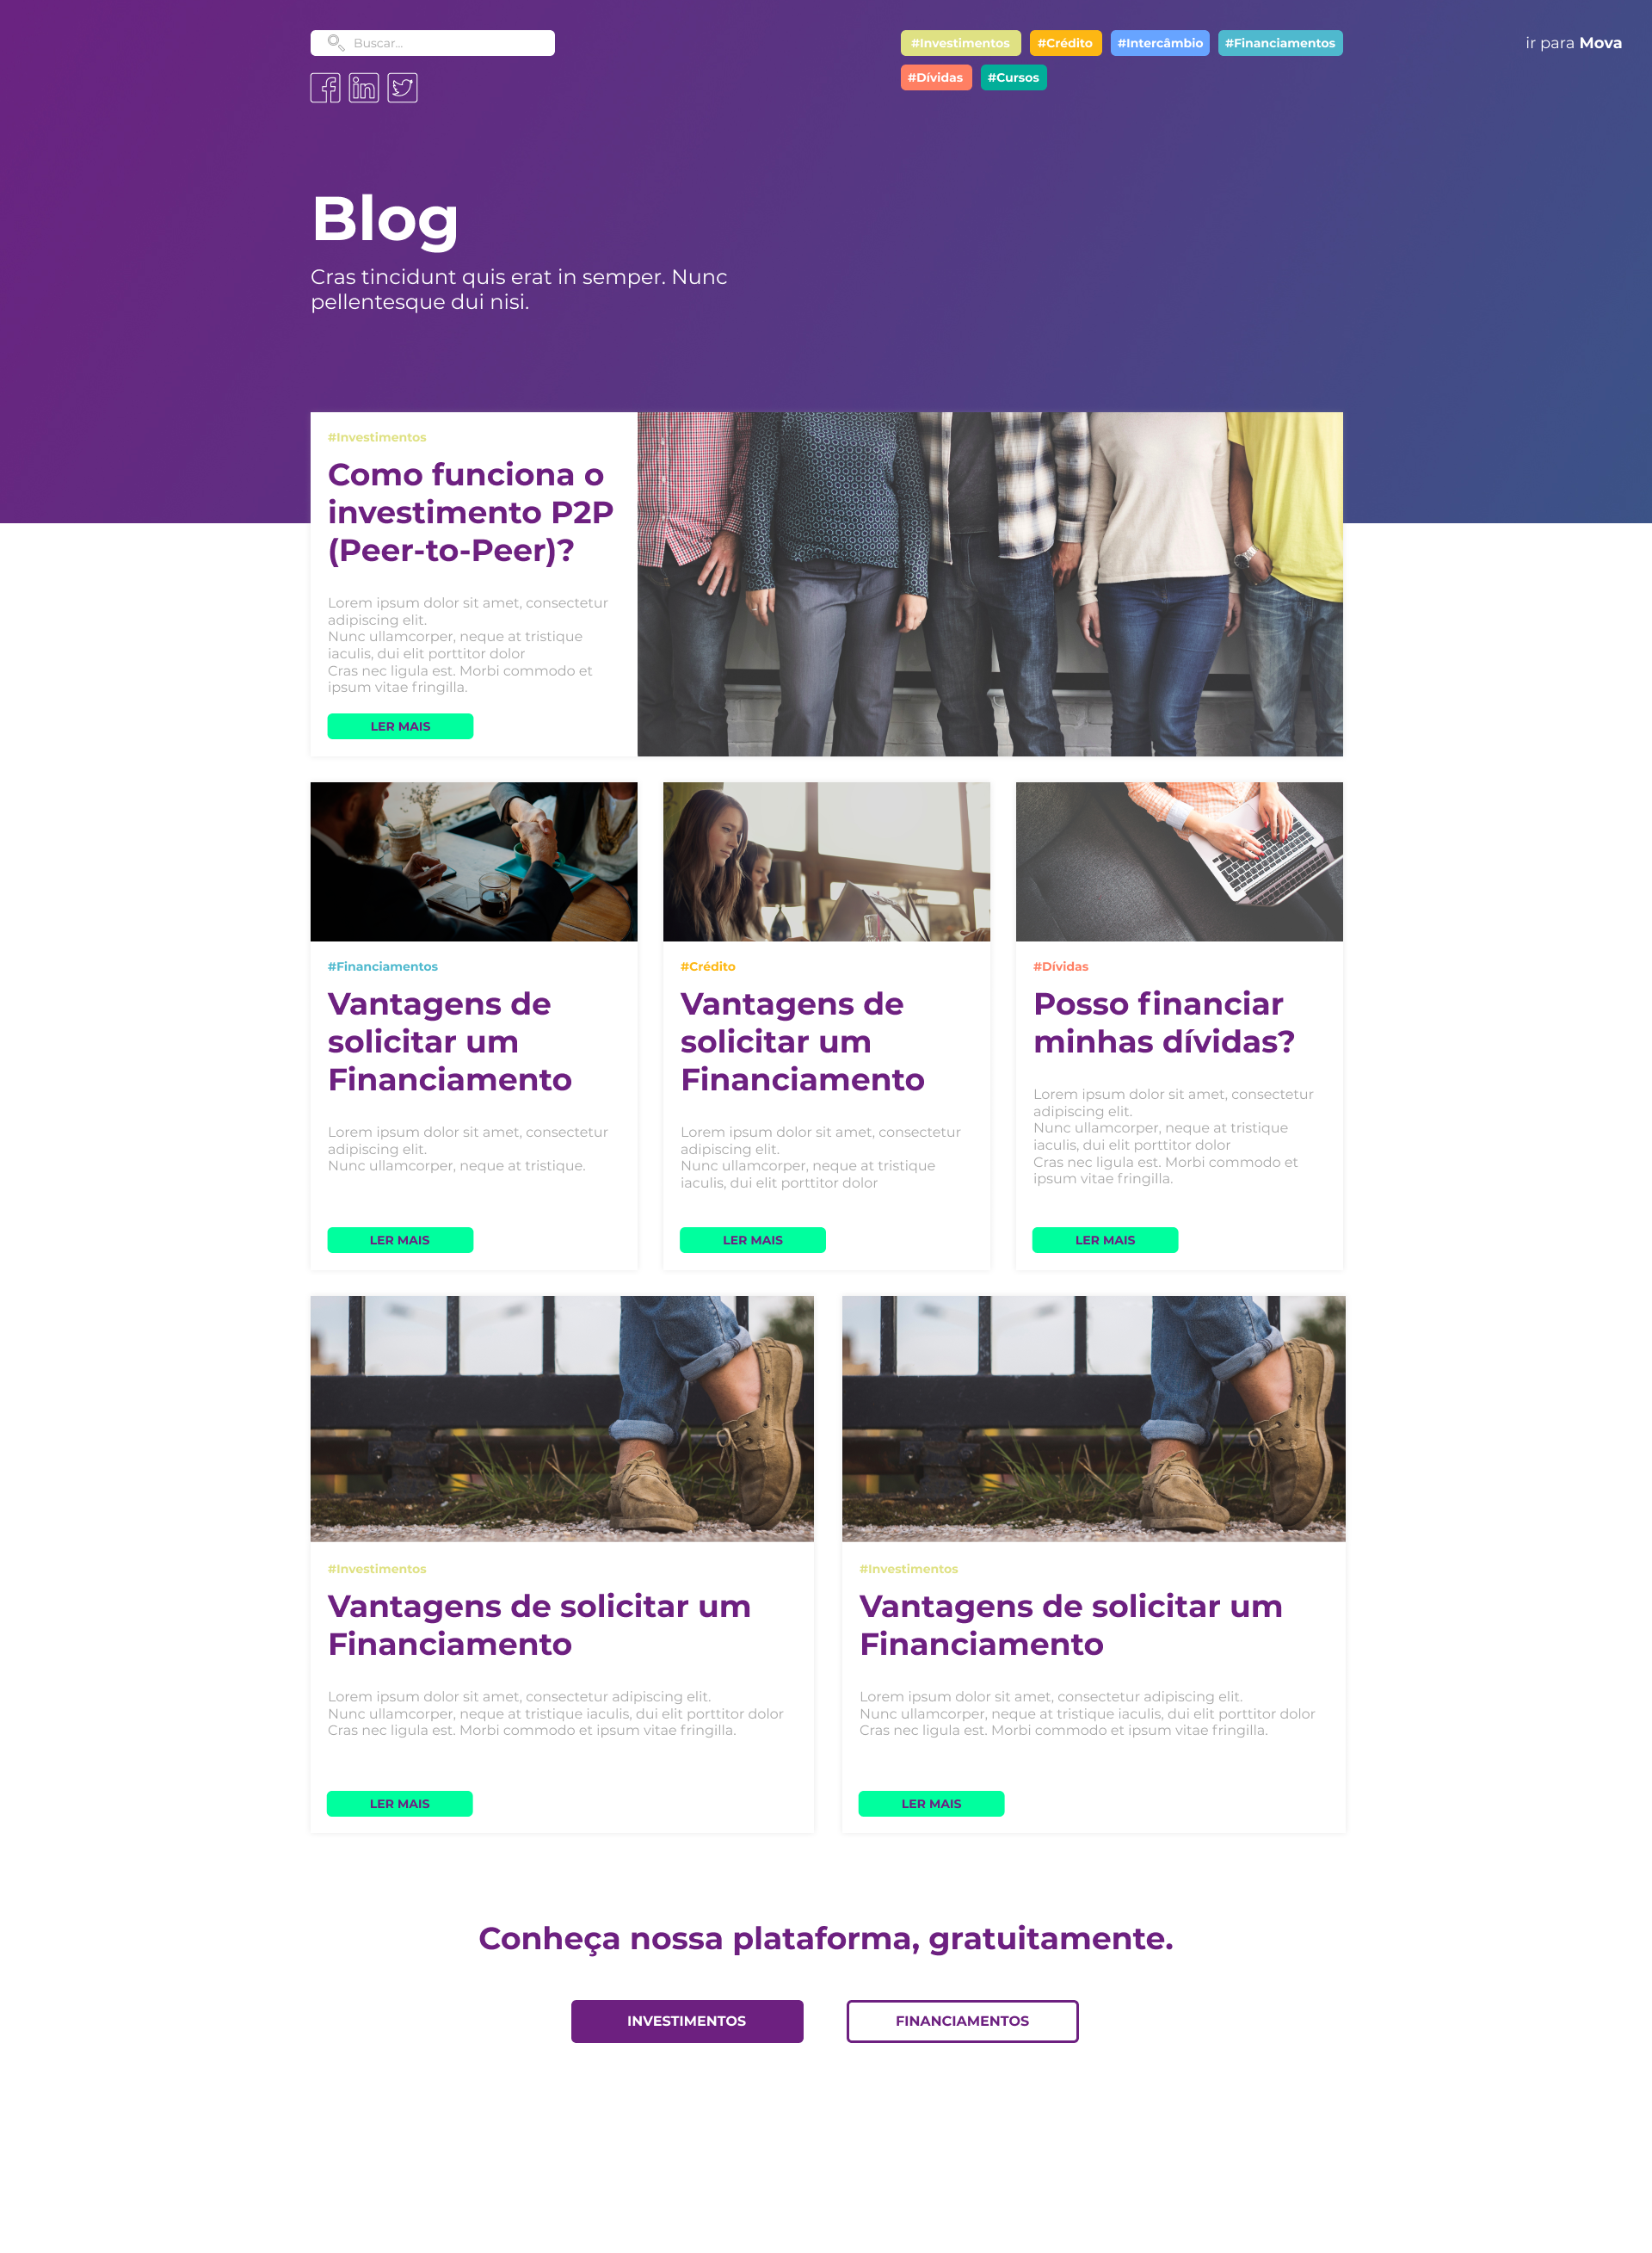 Buscar...
#Investimentos #Crédito #Intercâmbio #Financiamentos
#Dívidas #Cursos
ir para Mova
Blog
Cras tincidunt quis erat in semper. Nunc
pellentesque dui nisi.
#Investimentos
Como funciona o
investimento P2P
(Peer-to-Peer)?
Lorem ipsum dolor sit amet, consectetur
adipiscing elit.
Nunc ullamcorper, neque at tristique
iaculis, dui elit porttitor dolor
Cras nec ligula est. Morbi commodo et
ipsum vitae fringilla.
LER MAIS
#Financiamentos
Vantagens de
solicitar um
Financiamento
Lorem ipsum dolor sit amet, consectetur
adipiscing elit.
Nunc ullamcorper, neque at tristique.
LER MAIS
#Crédito
Vantagens de
solicitar um
Financiamento
Lorem ipsum dolor sit amet, consectetur
adipiscing elit.
Nunc ullamcorper, neque at tristique
iaculis, dui elit porttitor dolor
LER MAIS
#Dívidas
Posso financiar
minhas dívidas?
Lorem ipsum dolor sit amet, consectetur
adipiscing elit.
Nunc ullamcorper, neque at tristique
iaculis, dui elit porttitor dolor
Cras nec ligula est. Morbi commodo et
ipsum vitae fringilla.
LER MAIS
#Investimentos
Vantagens de solicitar um
Financiamento
Lorem ipsum dolor sit amet, consectetur adipiscing elit.
Nunc ullamcorper, neque at tristique iaculis, dui elit porttitor dolor
Cras nec ligula est. Morbi commodo et ipsum vitae fringilla.
LER MAIS
#Investimentos
Vantagens de solicitar um
Financiamento
Lorem ipsum dolor sit amet, consectetur adipiscing elit.
Nunc ullamcorper, neque at tristique iaculis, dui elit porttitor dolor
Cras nec ligula est. Morbi commodo et ipsum vitae fringilla.
LER MAIS
Conheça nossa plataforma, gratuitamente.
INVESTIMENTOS
FINANCIAMENTOS